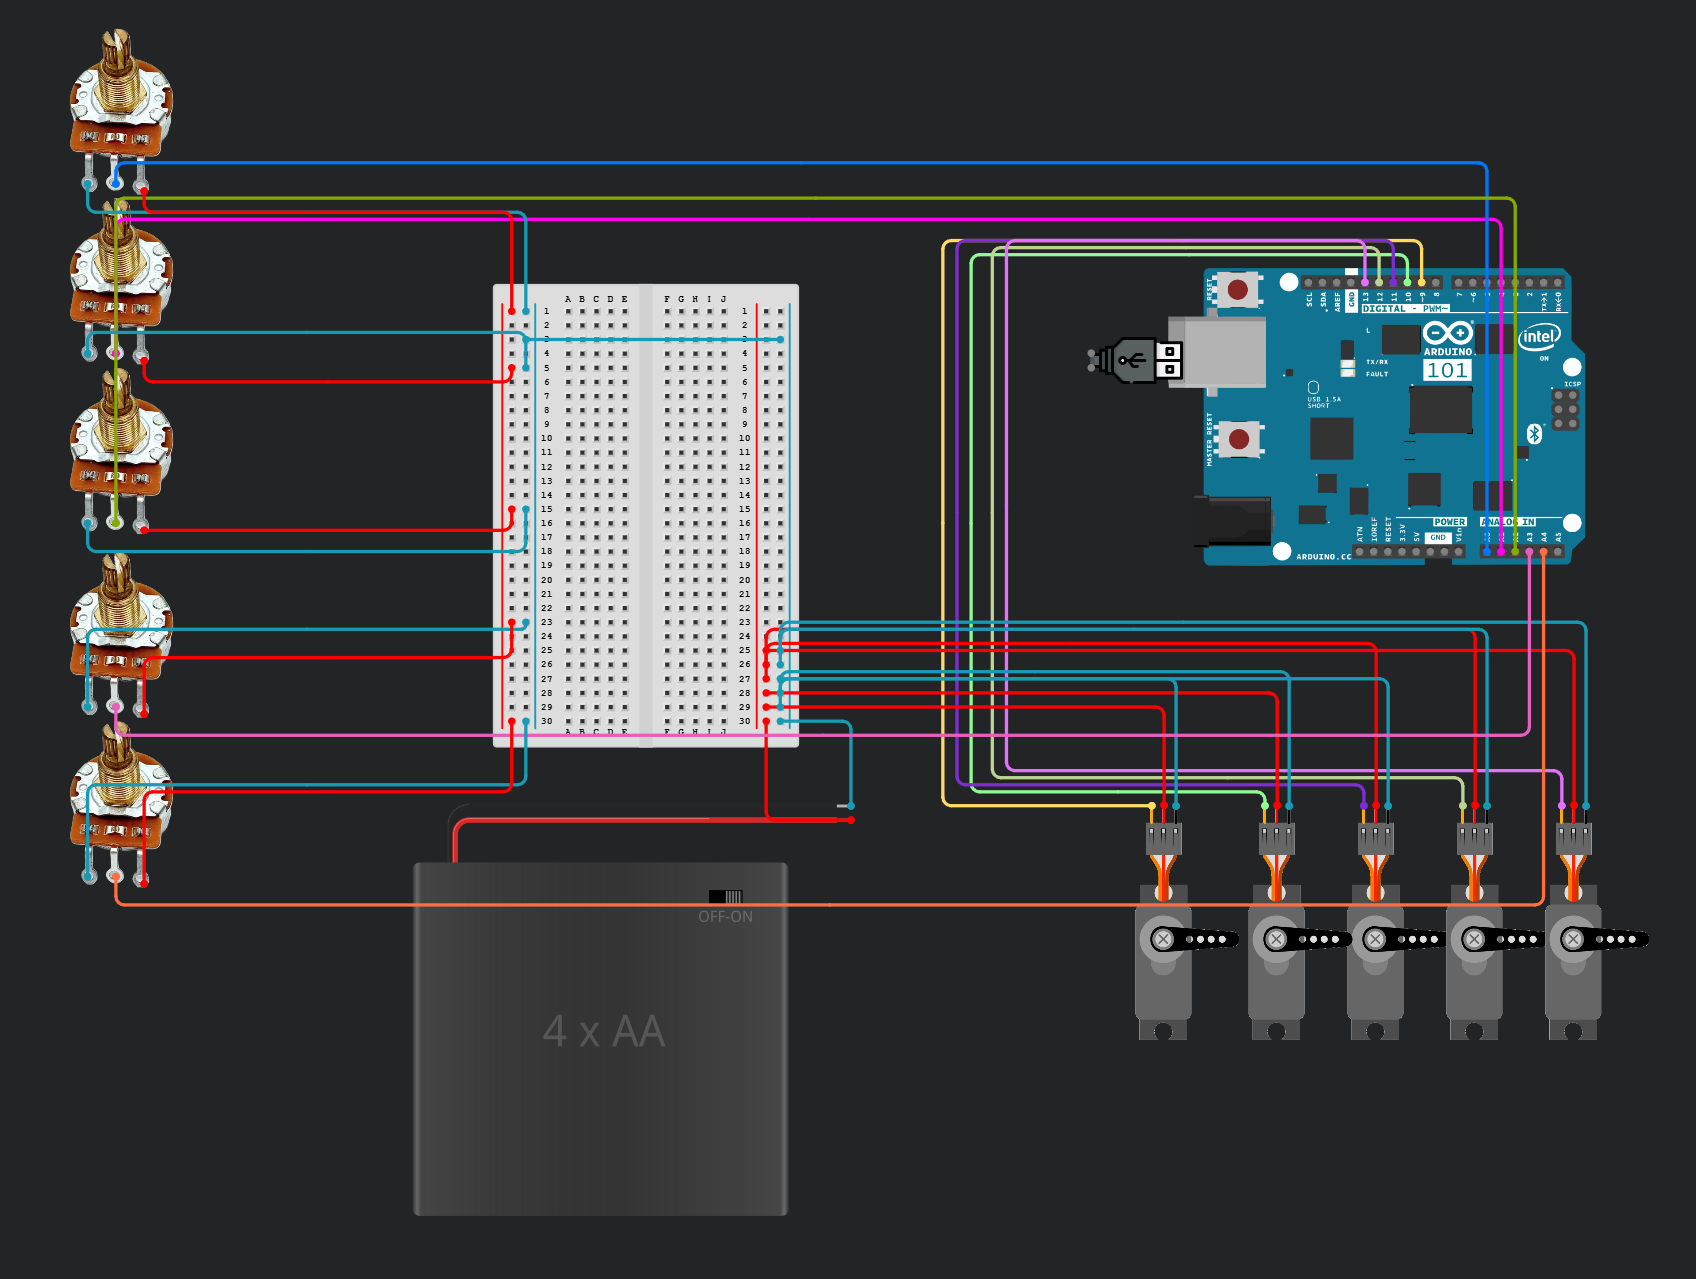 RESET
SCL
SDA
AREF
GND
13
12
11
10
~9
8
7
~6
2
TX→1
RX←0
DIGITAL - PWM~
L
TX/RX
FAULT
ARDUINO
101
intel
ON
ICSP
USB 1.5A
SHORT
MASTER RESET
ATN
IOREF
RESET
3.3V
5V
GND
Vin
POWER
ANALOG IN
A3
A4
A5
ARDUINO.CC
A B C D E F G H I J
1 1
2 2
3 3
4 4
5 5
6 6
7 7
8 8
9 9
10 10
11 11
12 12
13 13
14 14
15 15
16 16
17 17
18 18
19 19
20 20
21 21
22 22
23 23
24 24
25 25
26 26
27 27
28 28
29 29
30 30
A B C D E F G H I J
OFF-ON
4 x AA